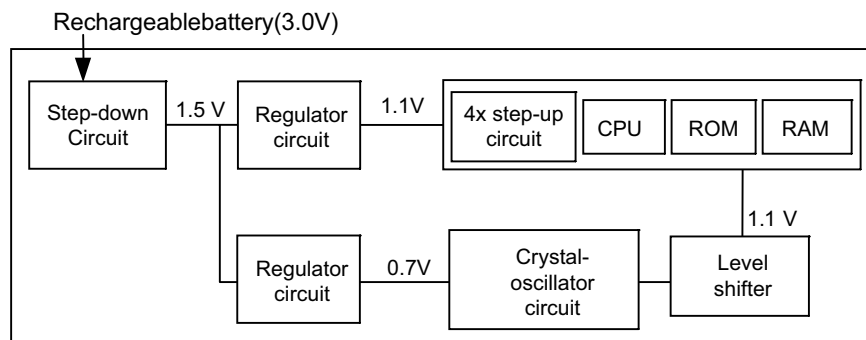 Rechargeablebattery(3.0V)
Step-down
Circuit
1.5 V
Regulator
circuit
1.1V
4x step-up
circuit
CPU
ROM
RAM
1.1 V
Regulator
circuit
0.7V
Crystal-
oscillator
circuit
Level
shifter